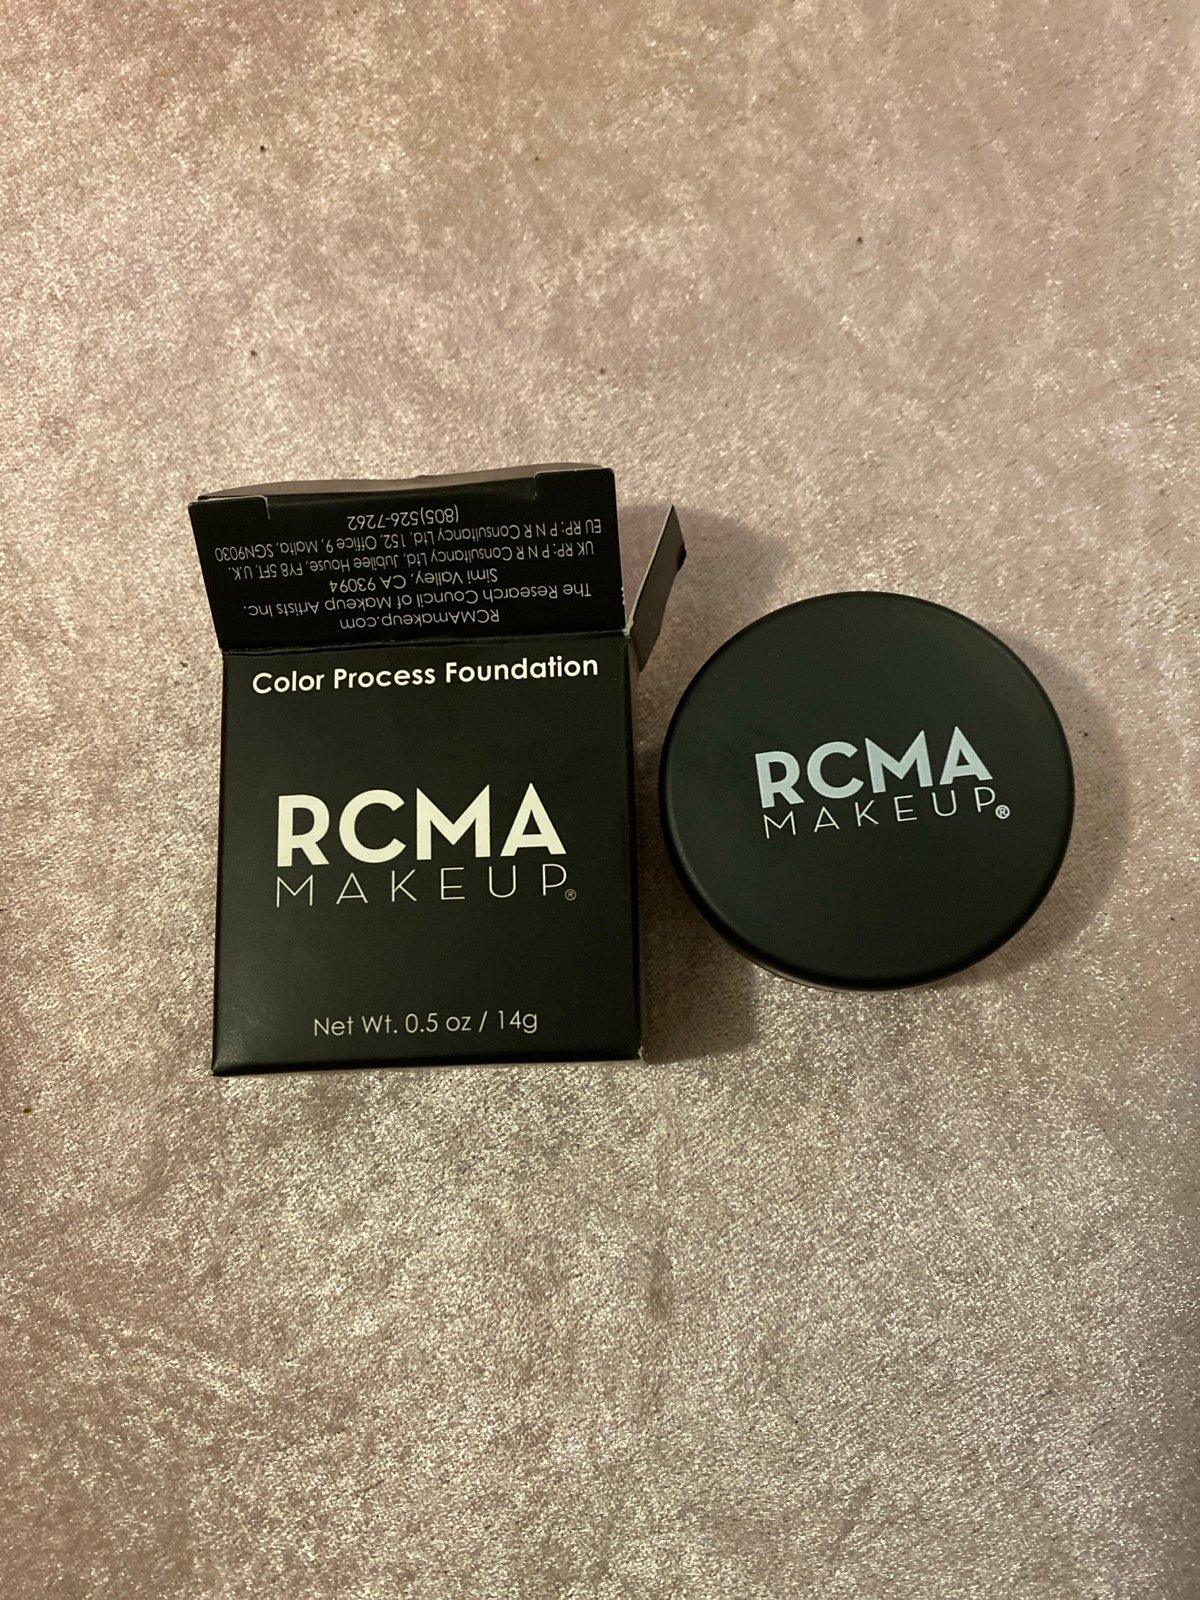 RCMAmakeup.com
The Research Council of Makeup Artists Inc.
Simi Valley, CA 93094
UK RP: P N R Consultancy Ltd, Jubilee House, FY8 5FT, U.K.
EU RP: P N R Consultancy Ltd. 152, Office 9, Malta, SGN9030
(805)526-7262
Color Process Foundation
RCMA
MAKEUP®
Net Wt. 0.5 oz / 14g
RCMA
MAKEUP®